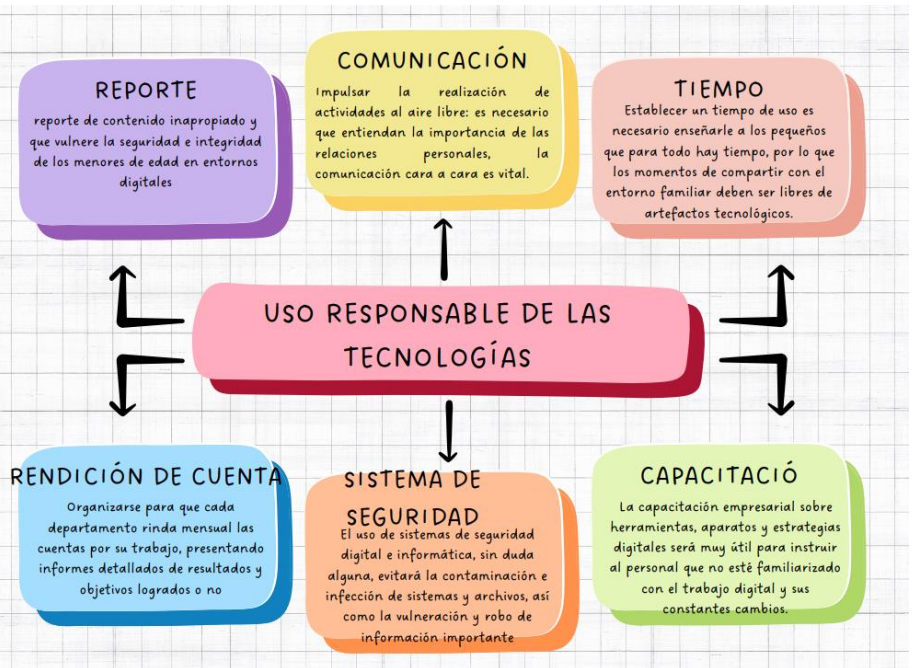 REPORTE
reporte de contenido inapropiado y
que vulnere la seguridad e integridad
de los menores de edad en entornos
digitales
COMUNICACIÓN
Impulsar la realización de
actividades al aire libre: es necesario
que entiendan la importancia de las
relaciones personales, la
comunicación cara a cara es vital.
TIEMPO
Establecer un tiempo de uso es
necesario enseñarle a los pequeños
que para todo hay tiempo, por lo que
los momentos de compartir con el
entorno familiar deben ser libres de
artefactos tecnológicos.
USO RESPONSABLE DE LAS
TECNOLOGÍAS
RENDICIÓN DE CUENTA
Organizarse para que cada
departamento rinda mensual las
cuentas por su trabajo, presentando
informes detallados de resultados y
objetivos logrados o no
SISTEMA DE
SEGURIDAD
El uso de sistemas de seguridad
digital e informática, sin duda
alguna, evitará la contaminación e
infección de sistemas y archivos, así
como la vulneración y robo de
información importante
CAPACITACIÓ
La capacitación empresarial sobre
herramientas, aparatos y estrategias
digitales será muy útil para instruir
al personal que no esté familiarizado
con el trabajo digital y sus
constantes cambios.